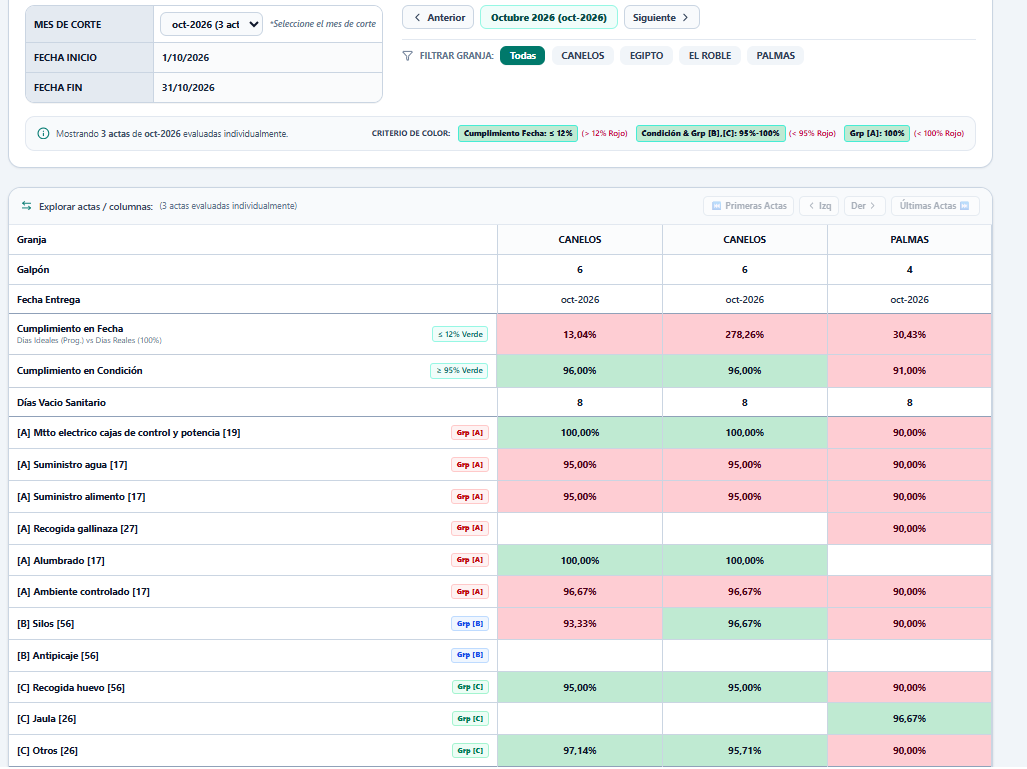 MES DE CORTE oct-2026 (3 act *Seleccione el mes de corte
FECHA INICIO 1/10/2026
FECHA FIN 31/10/2026
Anterior Octubre 2026 (oct-2026) Siguiente
FILTRAR GRANJA: Todas CANELOS EGIPTO EL ROBLE PALMAS
Mostrando 3 actas de oct-2026 evaluadas individualmente. CRITERIO DE COLOR: Cumplimiento Fecha: ≤ 12% (> 12% Rojo) Condición & Grp [B],[C]: 95%-100% (< 95% Rojo) Grp [A]: 100% (< 100% Rojo)
Explorar actas / columnas: (3 actas evaluadas individualmente) Primeras Actas Izq Der Últimas Actas
Granja CANELOS CANELOS PALMAS
Galpón 6 6 4
Fecha Entrega oct-2026 oct-2026 oct-2026
Cumplimiento en Fecha ≤ 12% Verde 13,04% 278,26% 30,43%
Días Ideales (Prog.) vs Días Reales (100%)
Cumplimiento en Condición ≥ 95% Verde 96,00% 96,00% 91,00%
Días Vacio Sanitario 8 8 8
[A] Mtto electrico cajas de control y potencia [19] Grp [A] 100,00% 100,00% 90,00%
[A] Suministro agua [17] Grp [A] 95,00% 95,00% 90,00%
[A] Suministro alimento [17] Grp [A] 95,00% 95,00% 90,00%
[A] Recogida gallinaza [27] Grp [A] 90,00%
[A] Alumbrado [17] Grp [A] 100,00% 100,00%
[A] Ambiente controlado [17] Grp [A] 96,67% 96,67% 90,00%
[B] Silos [56] Grp [B] 93,33% 96,67% 90,00%
[B] Antipicaje [56] Grp [B]
[C] Recogida huevo [56] Grp [C] 95,00% 95,00% 90,00%
[C] Jaula [26] Grp [C] 96,67%
[C] Otros [26] Grp [C] 97,14% 95,71% 90,00%